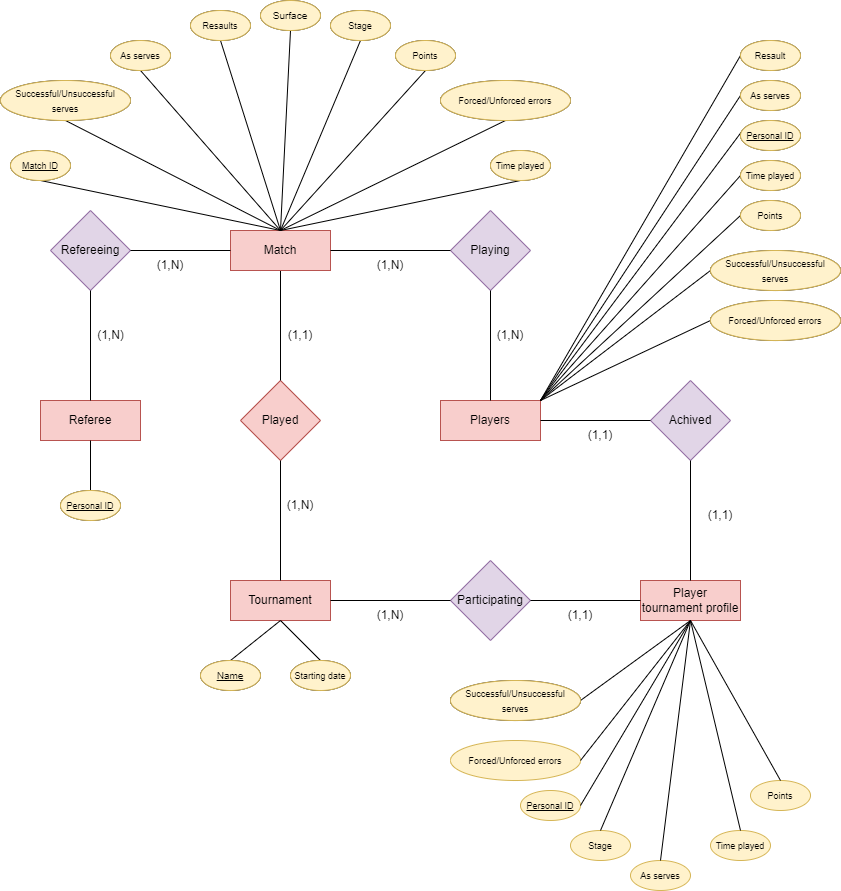 Surface
Resaults
Stage
As serves
Points
Resault
Successful/Unsuccessful
serves
Forced/Unforced errors
As serves
Match ID
Time played
Personal ID
Time played
Points
Refereeing
(1,N)
Match
(1,N)
Playing
Successful/Unsuccessful
serves
(1,N)
(1,1)
(1,N)
Forced/Unforced errors
Referee
Played
Players
(1,1)
Achived
Personal ID
(1,N)
(1,1)
Tournament
(1,N)
Participating
(1,1)
Player
tournament profile
Name
Starting date
Successful/Unsuccessful
serves
Forced/Unforced errors
Personal ID
Points
Stage
Time played
As serves